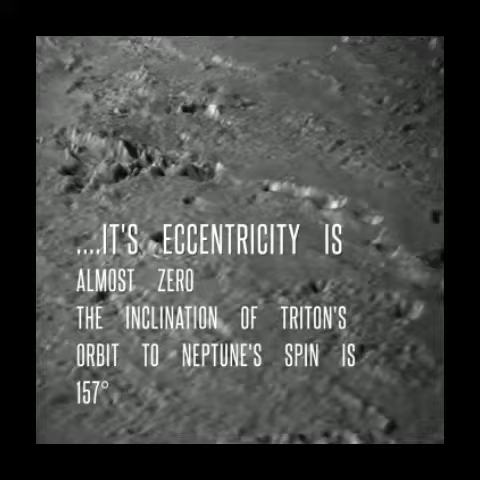 ....IT'S ECCENTRICITY IS
ALMOST ZERO
THE INCLINATION OF TRITON'S
ORBIT TO NEPTUNE'S SPIN IS
157°